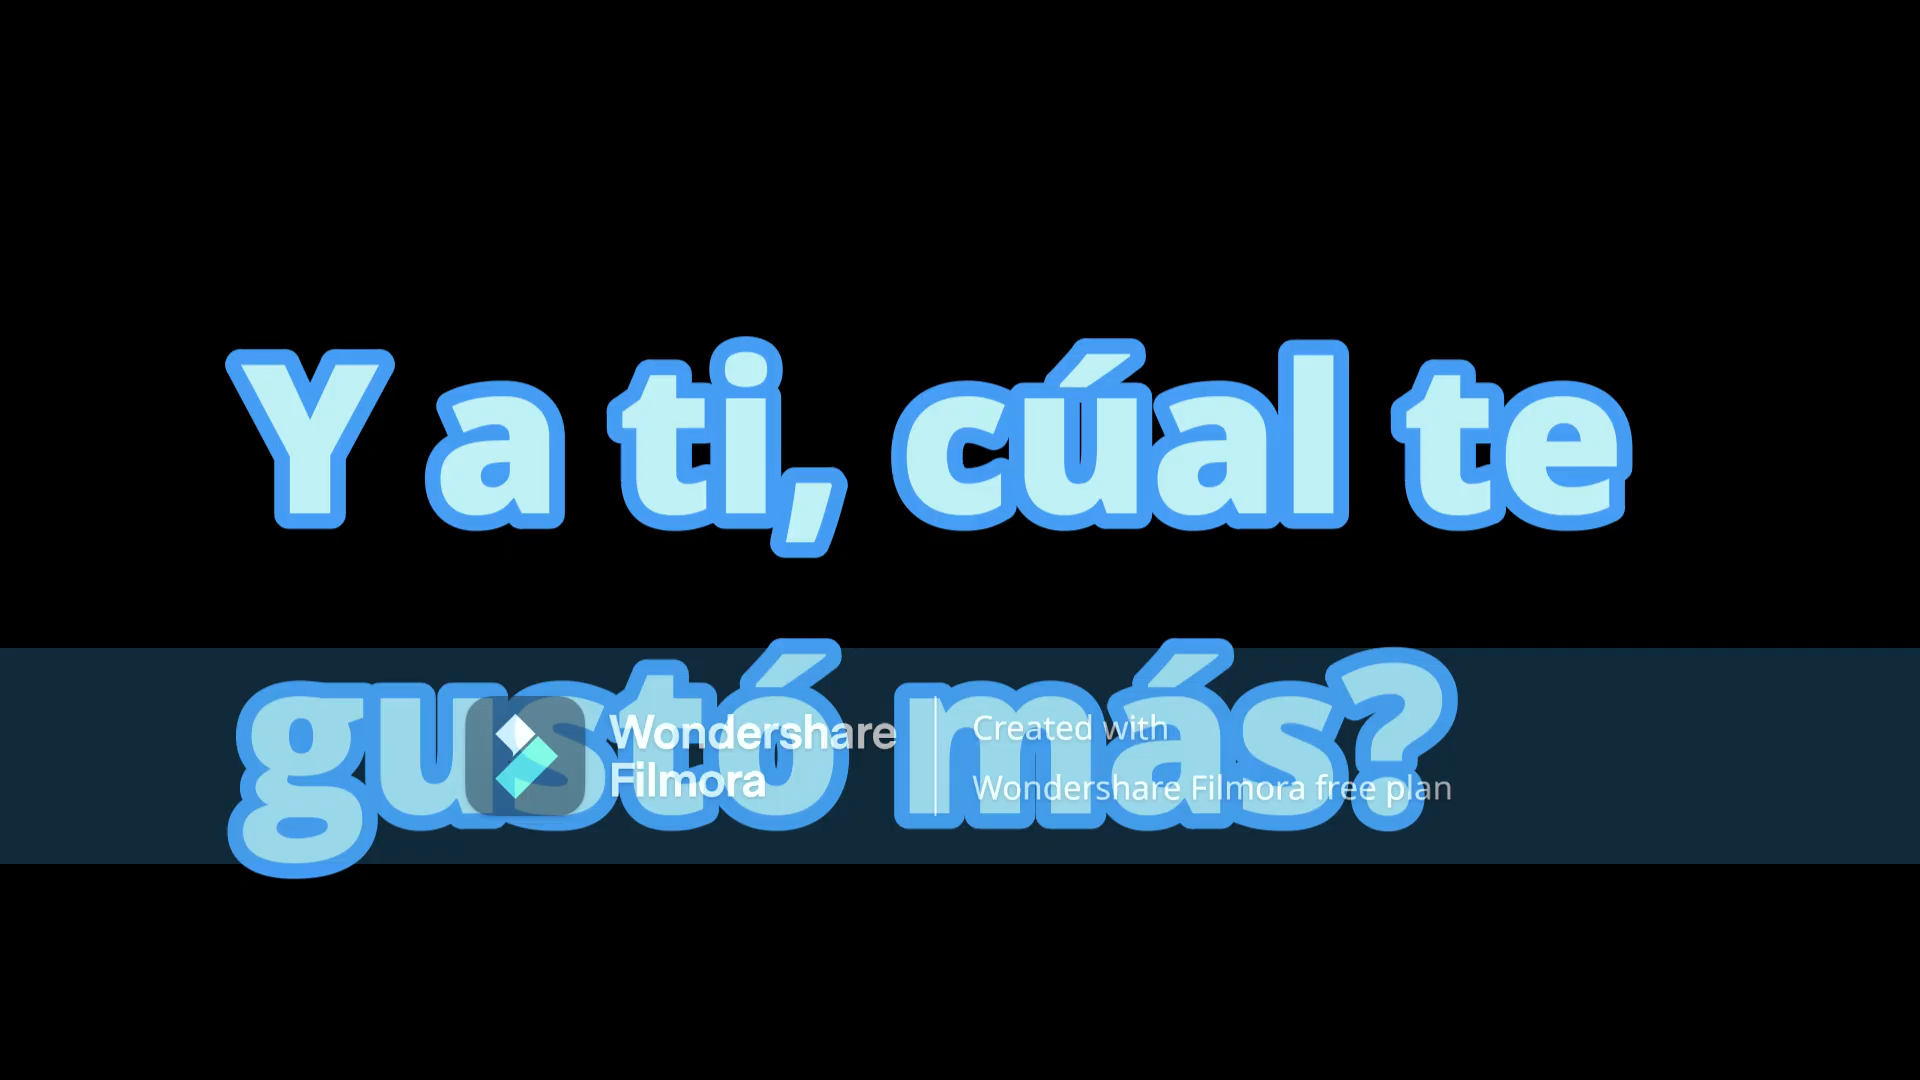 Y a ti, cúal te
gustó más?
Wondershare
Filmora
Created with
Wondershare Filmora free plan